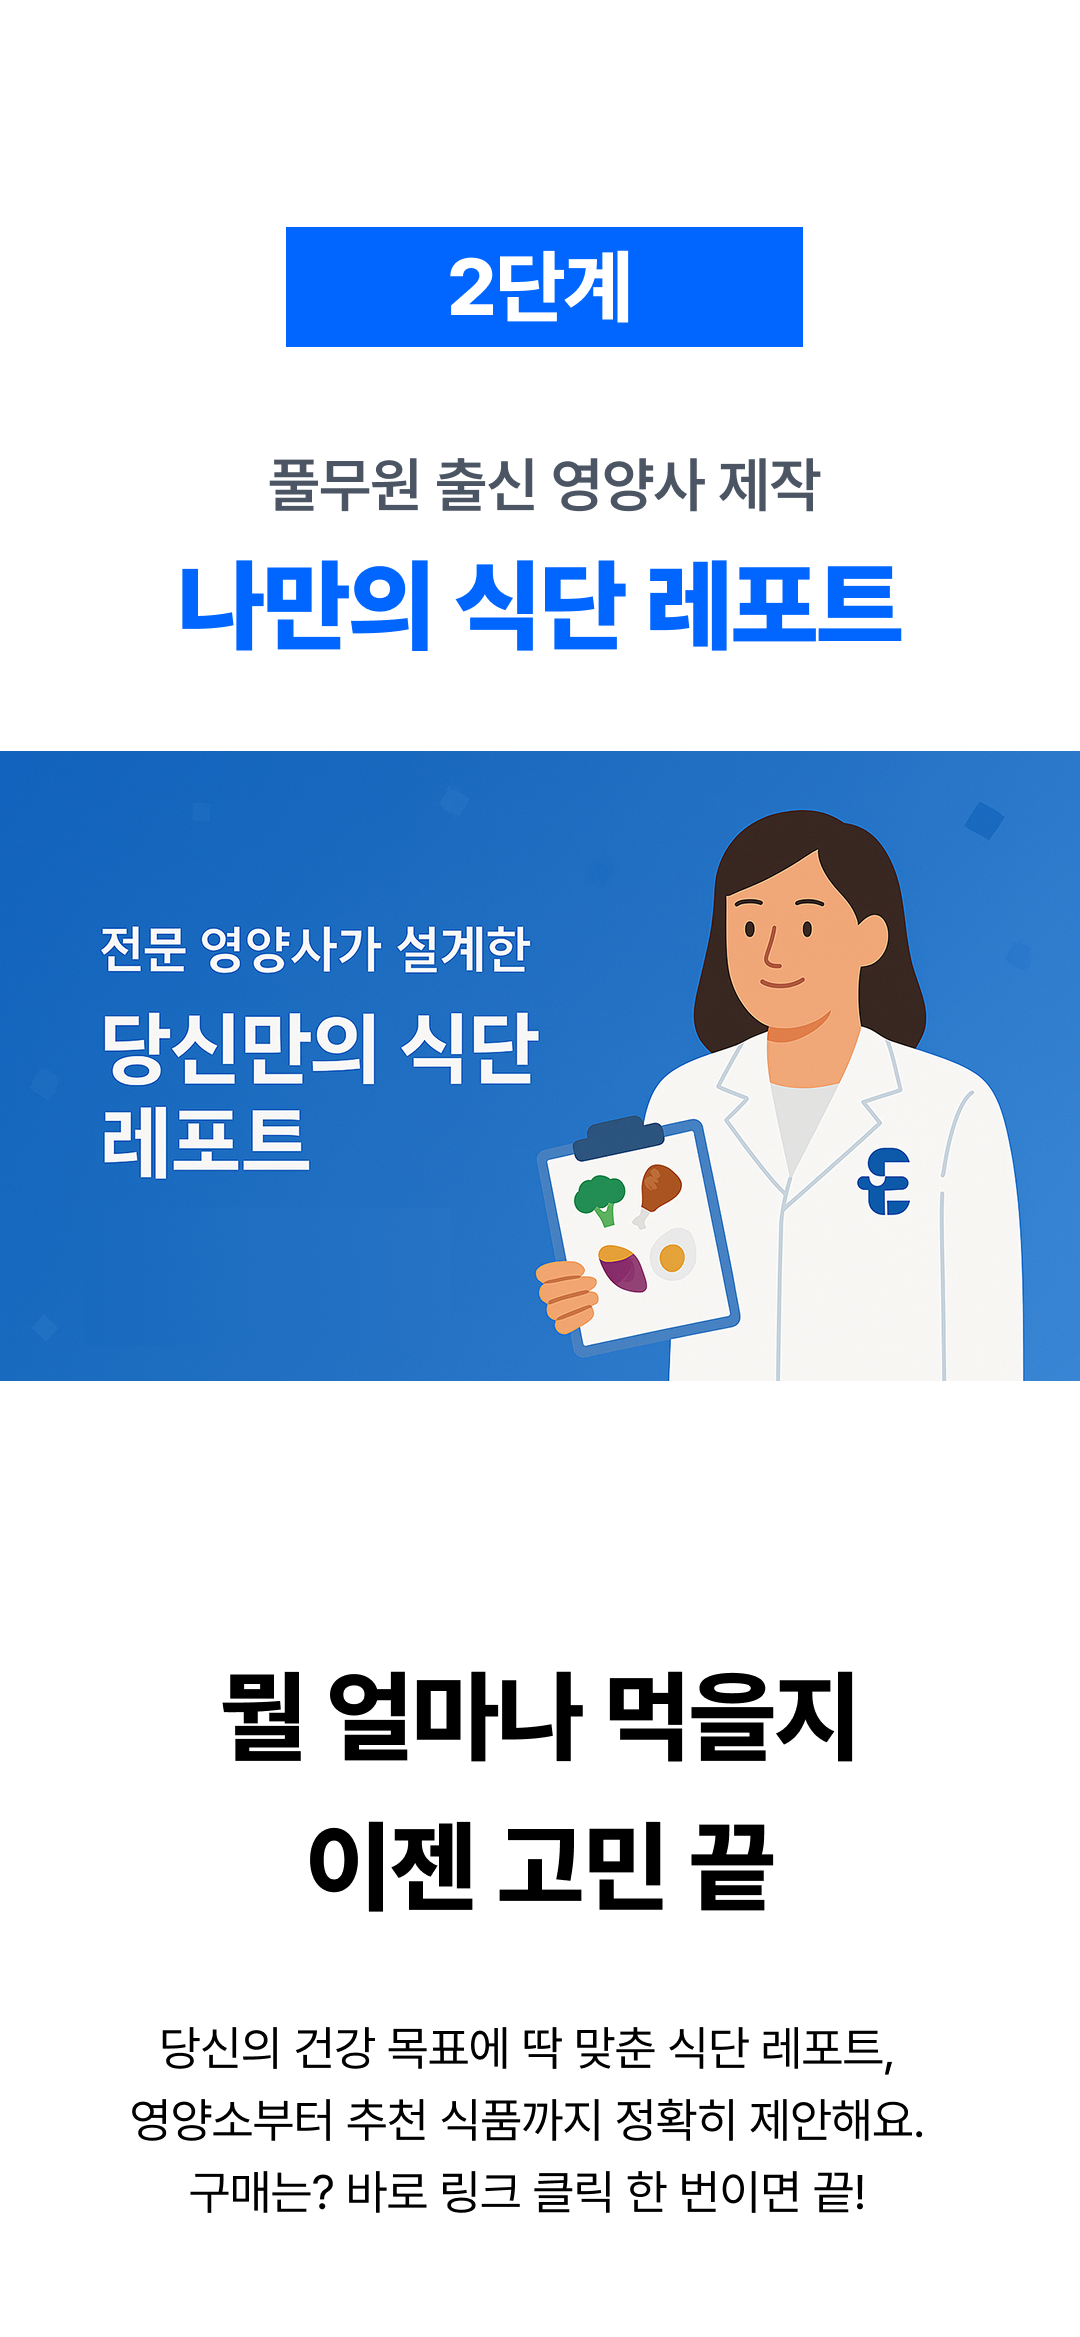 2단계
풀무원 출신 영양사 제작
나만의 식단 레포트
전문 영양사가 설계한
당신만의 식단
레포트
뭘 얼마나 먹을지
이젠 고민 끝
당신의 건강 목표에 딱 맞춘 식단 레포트,
영양소부터 추천 식품까지 정확히 제안해요.
구매는? 바로 링크 클릭 한 번이면 끝!